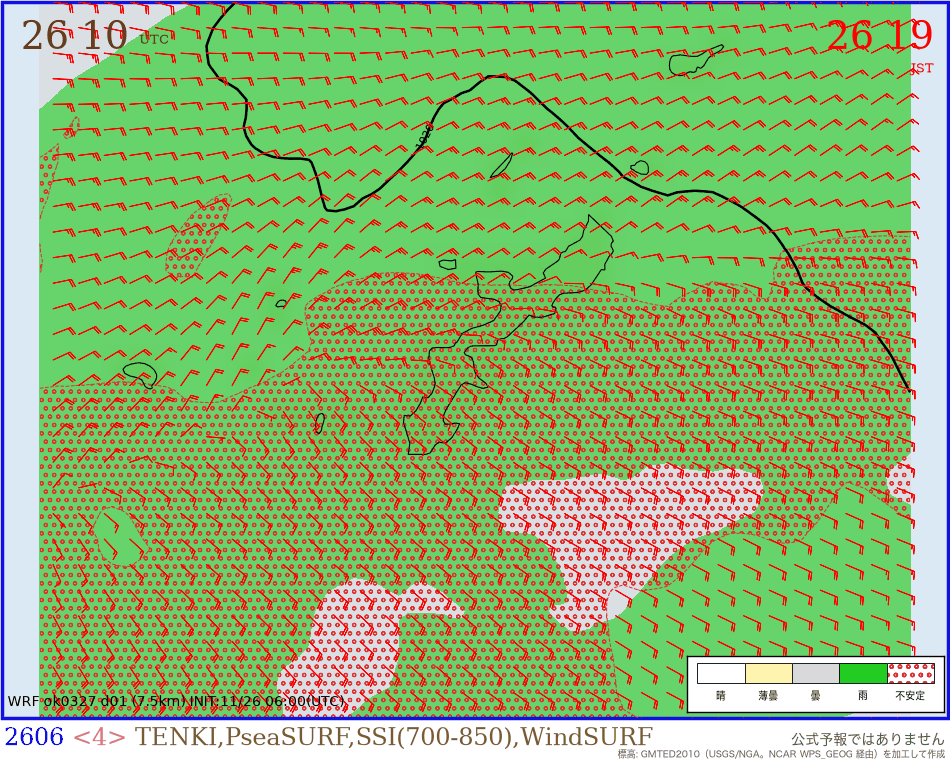 26 10 UTC
26 19
JST
1020
WRF ok0327 d01 (7.5km) INIT:11/26 06:00(UTC)
晴 薄曇 曇 雨 不安定
2606 <4> TENKI,PseaSURF,SSI(700-850),WindSURF
公式予報ではありません
標高: GMTED2010（USGS/NGA。NCAR WPS_GEOG 経由）を加工して作成